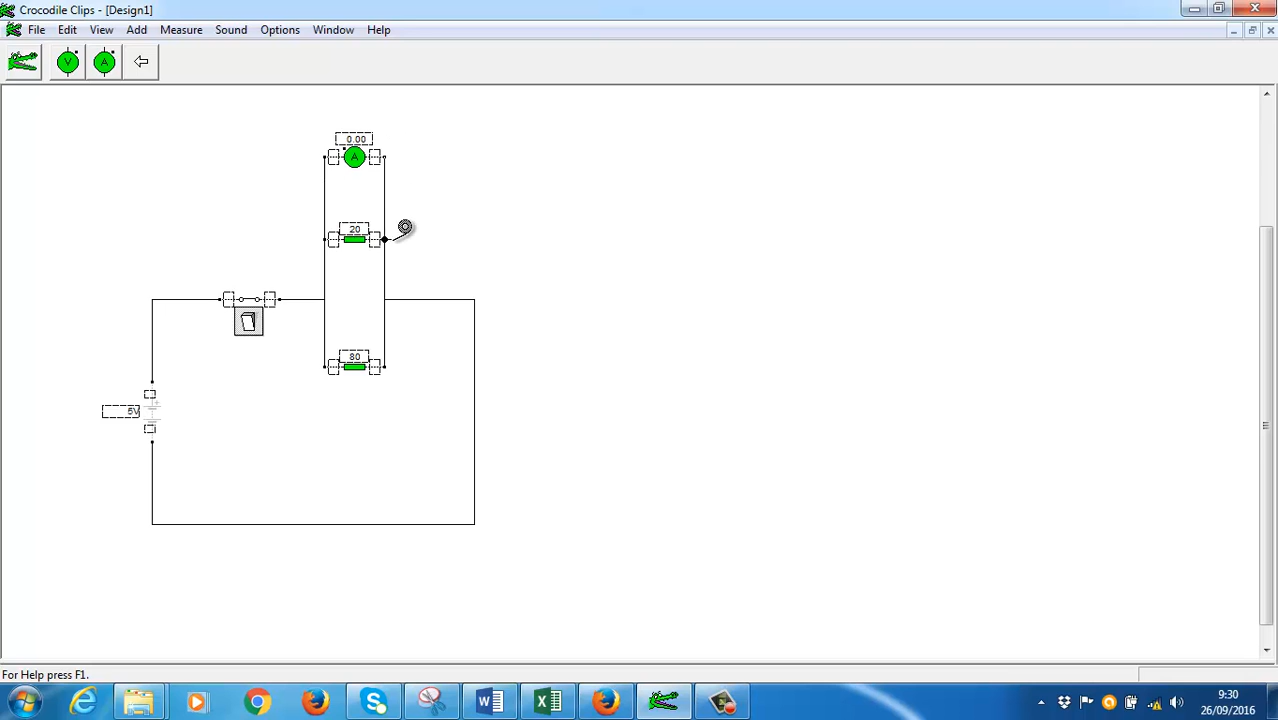 Crocodile Clips - [Design1]
File Edit View Add Measure Sound Options Window Help
V A
0.00
A
20
80
5V
For Help press F1.
W X S
9:30
26/09/2016